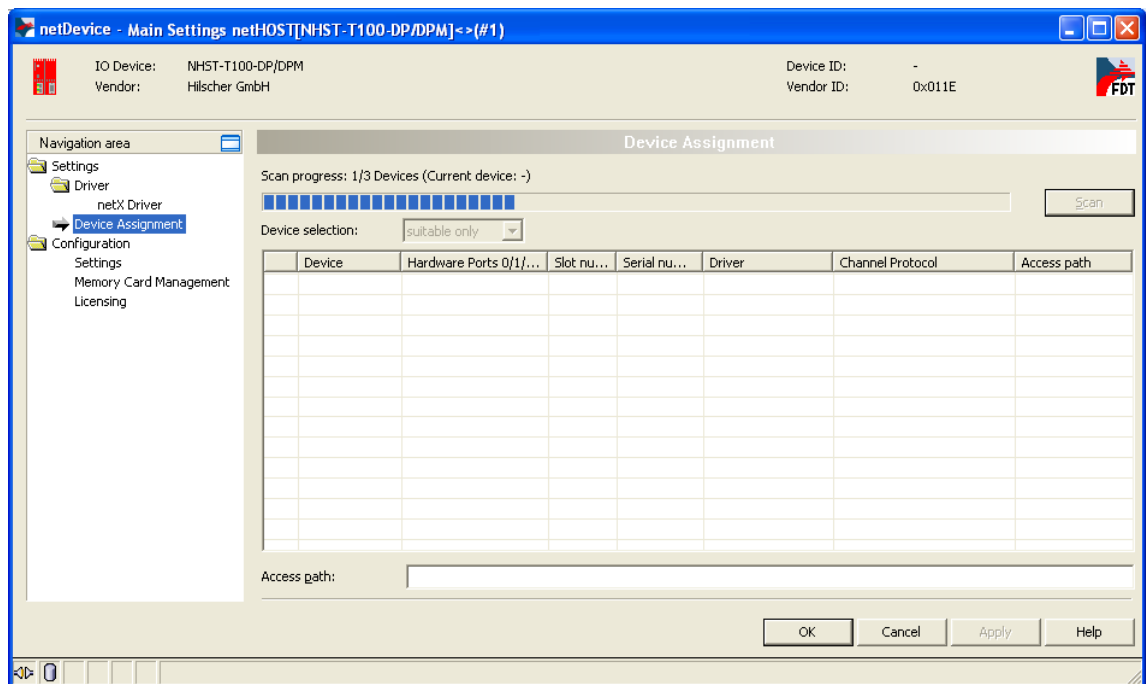 netDevice - Main Settings netHOST[NHST-T100-DP/DPM]<>(#1)
IO Device: NHST-T100-DP/DPM Device ID: -
Vendor: Hilscher GmbH Vendor ID: 0x011E
FDT
Navigation area
Settings
Driver
netX Driver
Device Assignment
Configuration
Settings
Memory Card Management
Licensing
Device Assignment
Scan progress: 1/3 Devices (Current device: -)
Scan
Device selection: suitable only
Device Hardware Ports 0/1/... Slot nu... Serial nu... Driver Channel Protocol Access path
Access path:
OK Cancel Apply Help